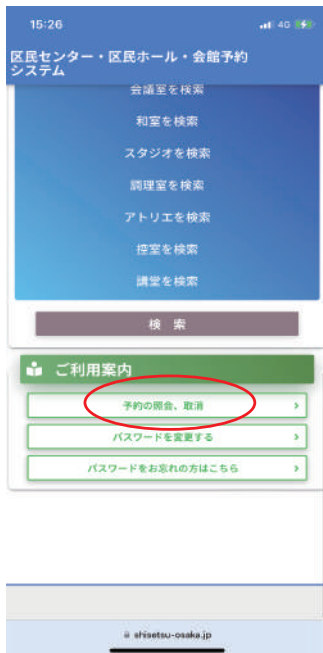 15:26
4G
区民センター・区民ホール・会館予約
システム
会議室を検索
和室を検索
スタジオを検索
調理室を検索
アトリエを検索
控室を検索
講堂を検索
検 索
ご利用案内
予約の照会、取消
パスワードを変更する
パスワードをお忘れの方はこちら
shisetsu-osaka.jp